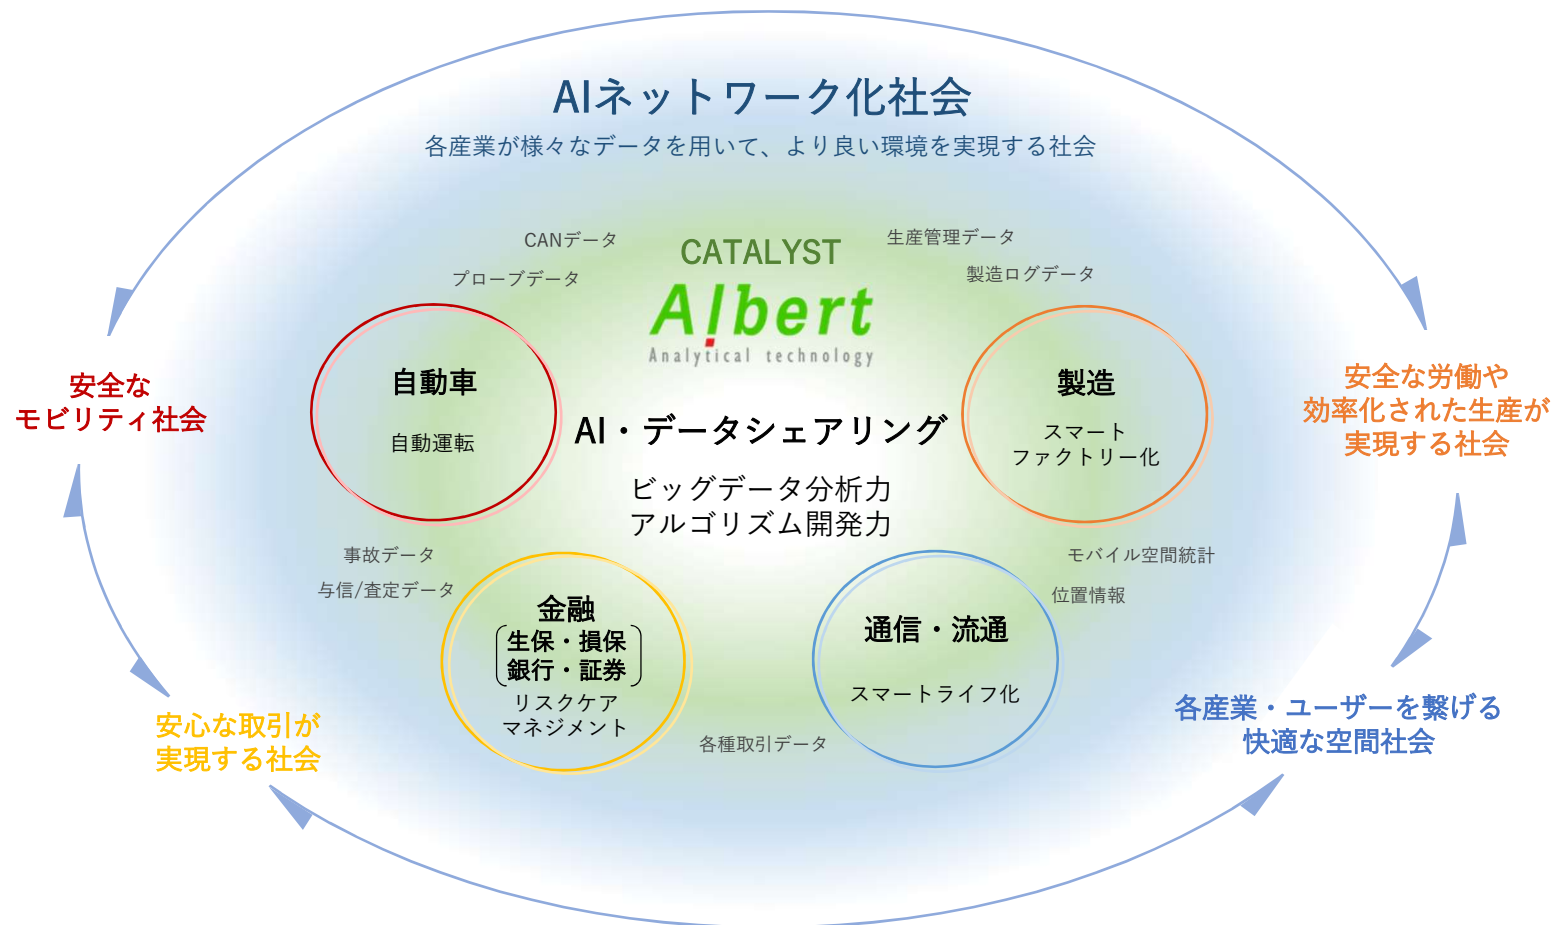 AIネットワーク化社会
各産業が様々なデータを用いて、より良い環境を実現する社会
CANデータ
プローブデータ
CATALYST
Albert
Analytical technology
生産管理データ
製造ログデータ
自動車
自動運転
AI・データシェアリング
ビッグデータ分析力
アルゴリズム開発力
製造
スマート
ファクトリー化
安全な
モビリティ社会
安全な労働や
効率化された生産が
実現する社会
事故データ
与信/査定データ
モバイル空間統計
位置情報
金融
生保・損保
銀行・証券
リスクケア
マネジメント
通信・流通
スマートライフ化
各種取引データ
安心な取引が
実現する社会
各産業・ユーザーを繋げる
快適な空間社会